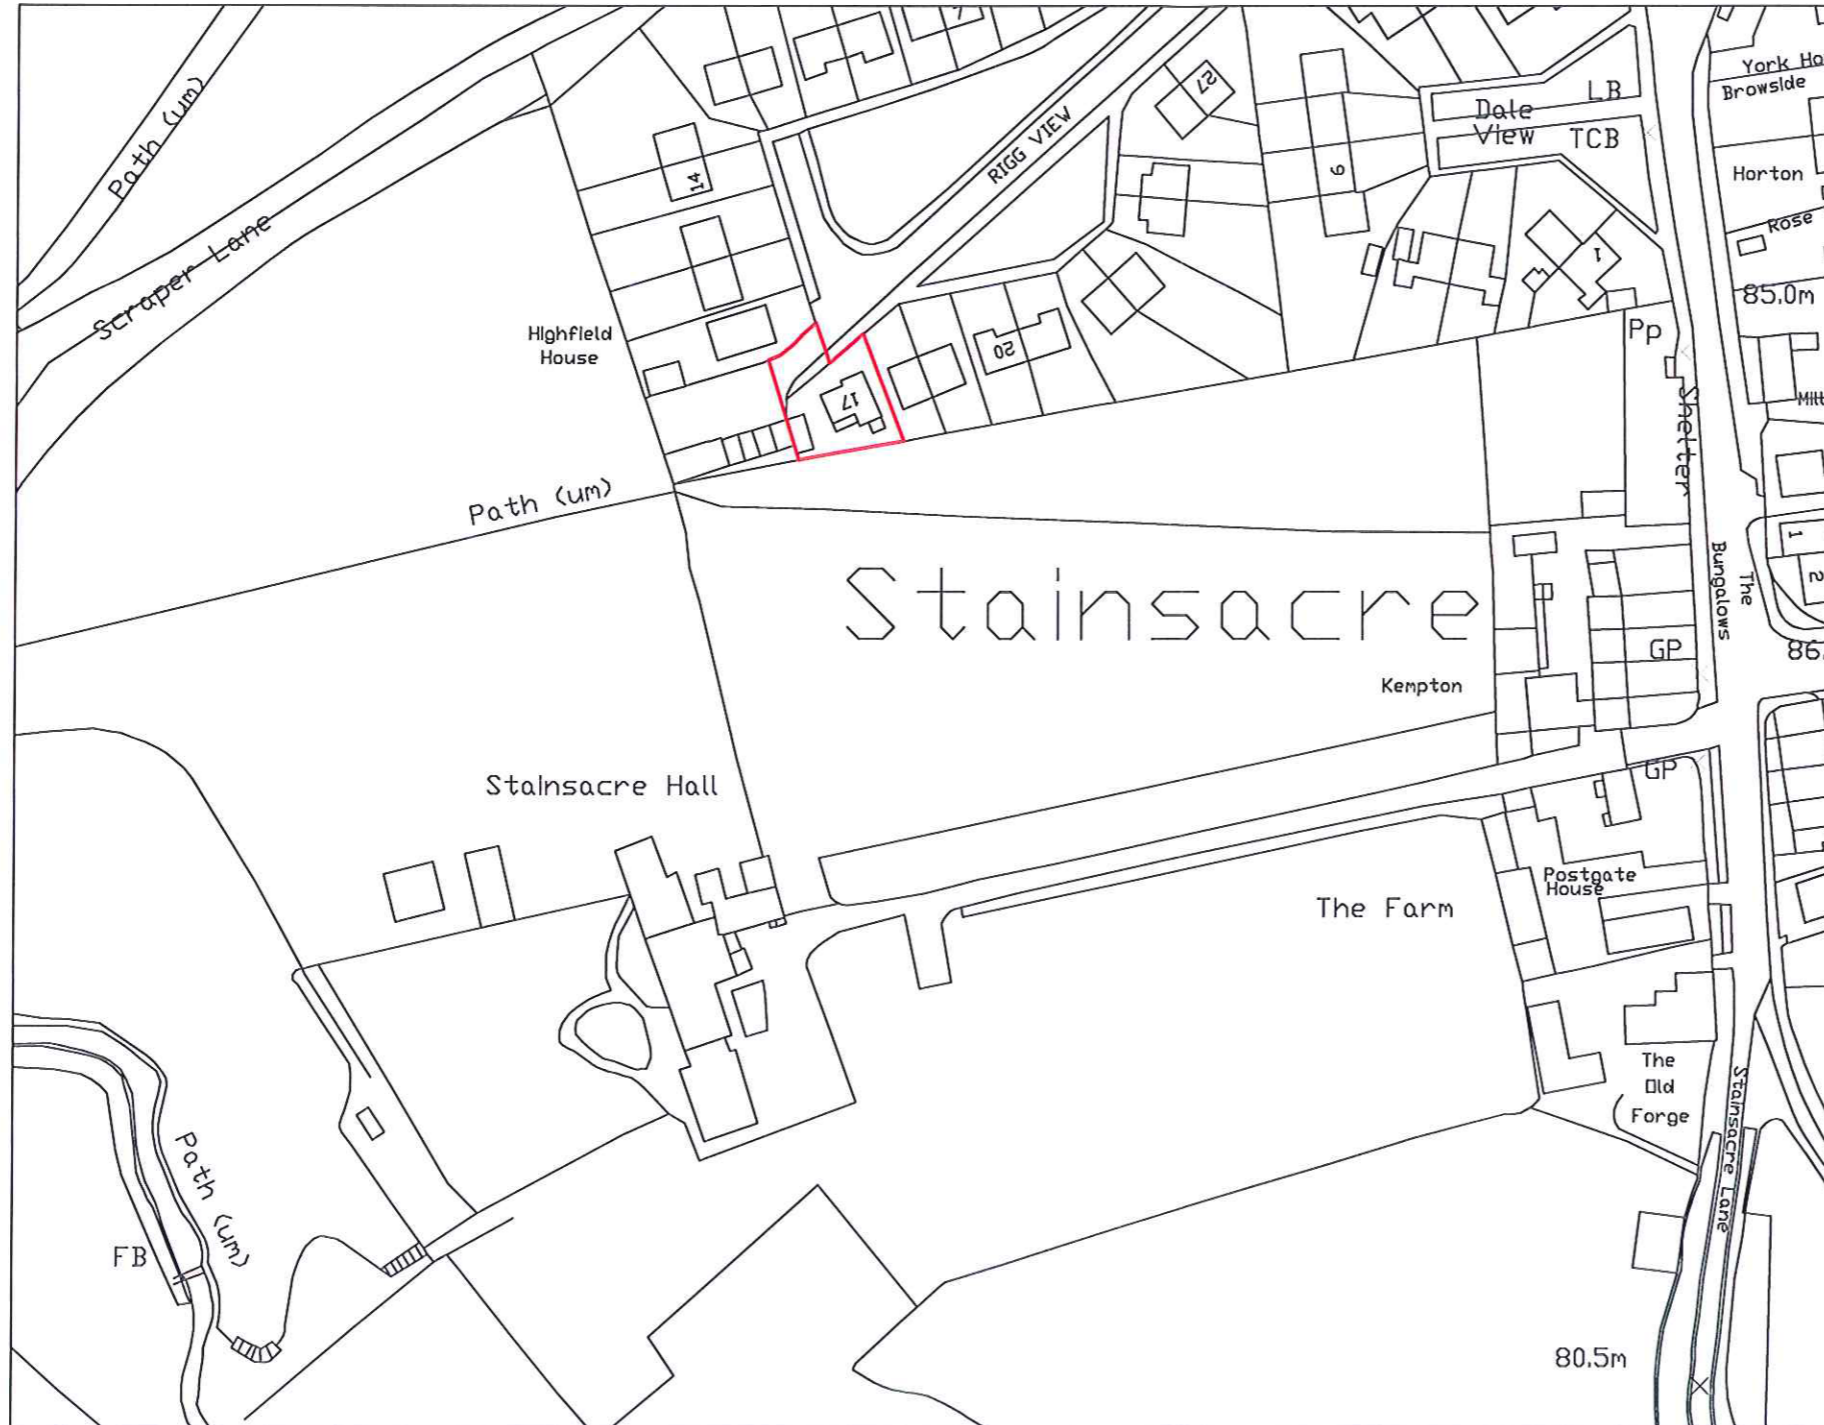 Path (um)
Scraper Lane
14
RIGG VIEW
27
6
Dale
View
LB
TCB
York Ho
Browside
Horton
Rose
85.0m
1
Highfield
House
17
20
Pp
Shelter
Path (um)
Stainsacre
The
Bungalows
1
2
GP
86.
Kempton
Stainsacre Hall
GP
Postgate
House
The Farm
The
Old
Forge
Stainsacre Lane
Path (um)
FB
80.5m